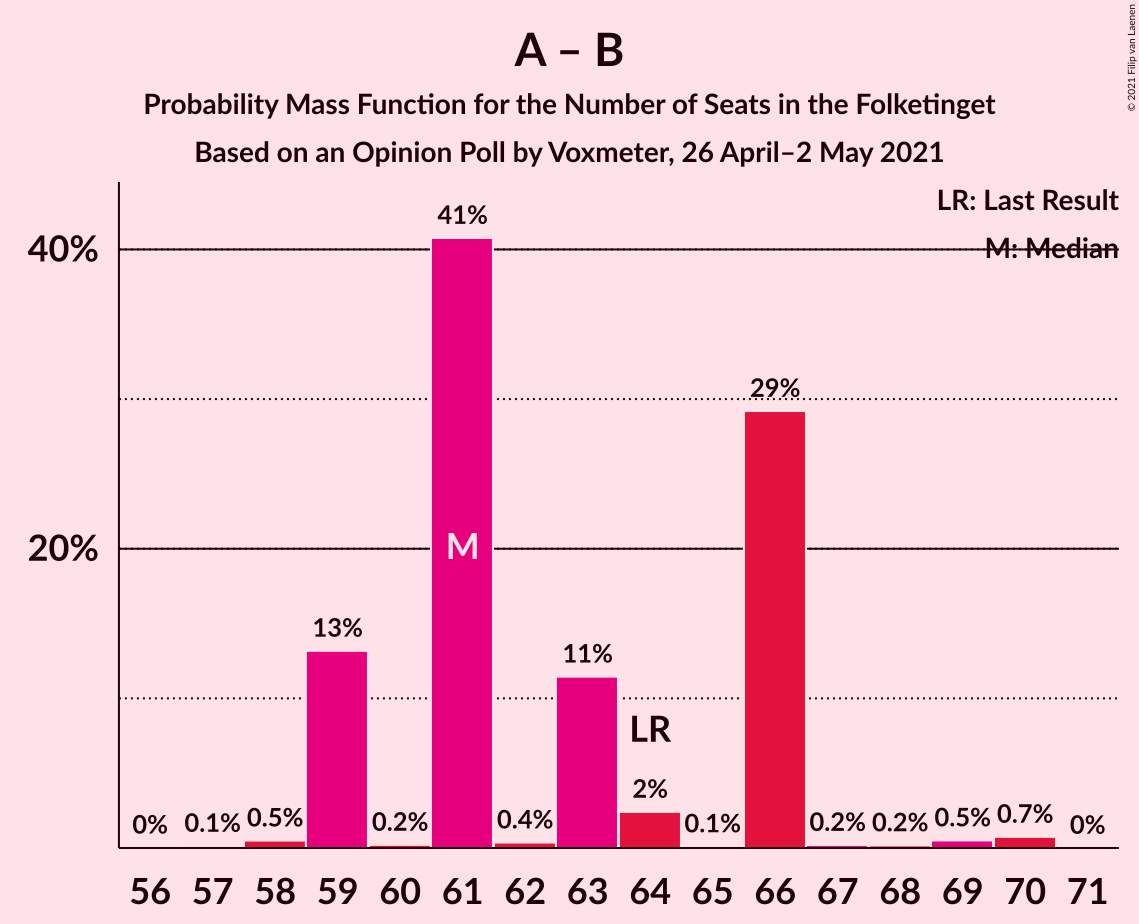 A – B
Probability Mass Function for the Number of Seats in the Folketinget
Based on an Opinion Poll by Voxmeter, 26 April–2 May 2021
© 2021 Filip van Laenen
LR: Last Result
M: Median
40%
20%
0%
0.1%
0.5%
13%
0.2%
41%
M
0.4%
11%
LR
2%
0.1%
29%
0.2%
0.2%
0.5%
0.7%
0%
56 57 58 59 60 61 62 63 64 65 66 67 68 69 70 71